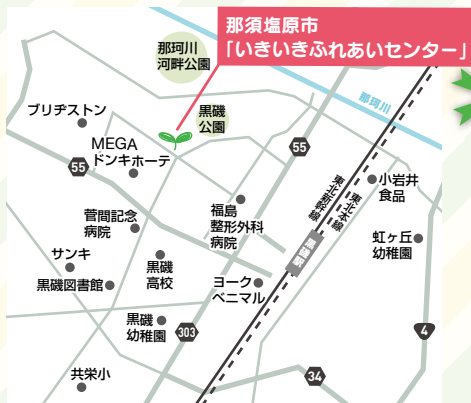 那須塩原市
「いきいきふれあいセンター」
那珂川
河畔公園
那珂川
黒磯
公園
ブリヂストン
MEGA
ドンキホーテ
55
55
東北新幹線
東北本線
小岩井
食品
菅間記念
病院
福島
整形外科
病院
虹ヶ丘
幼稚園
黒磯駅
サンキ
黒磯図書館
黒磯
高校
ヨーク
ベニマル
黒磯
幼稚園
303
4
34
共栄小